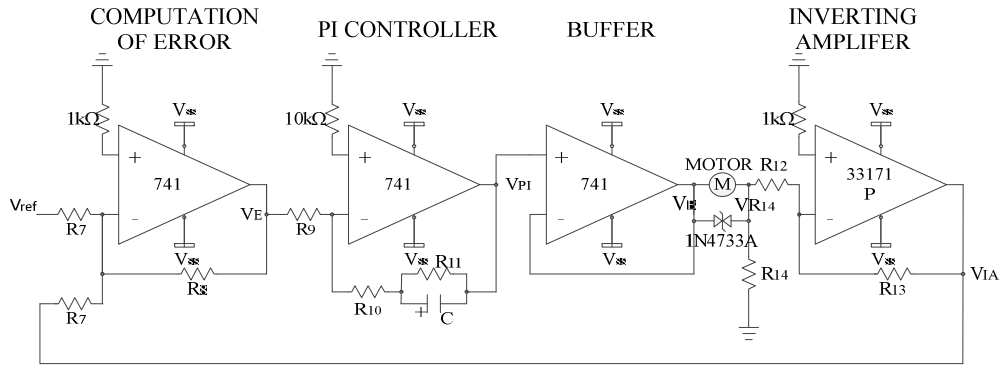 COMPUTATION
OF ERROR
PI CONTROLLER
BUFFER
INVERTING
AMPLIFER
1kΩ
10kΩ
1kΩ
+
741
-
+
741
-
+
741
-
+
33171
P
-
Vref
R7
R7
VE
R9
R10
R11
+
C
VPI
MOTOR
M
1N4733A
VR14
R12
R14
R13
VIA